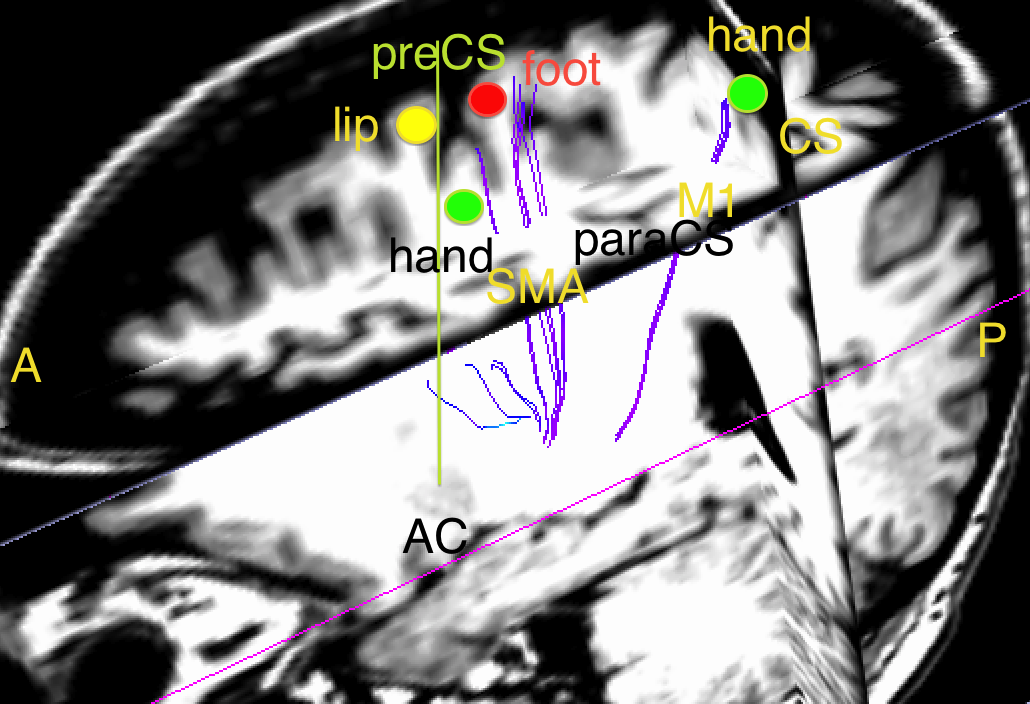 hand
preCS
foot
lip
CS
M1
paraCS
hand
SMA
A
P
AC